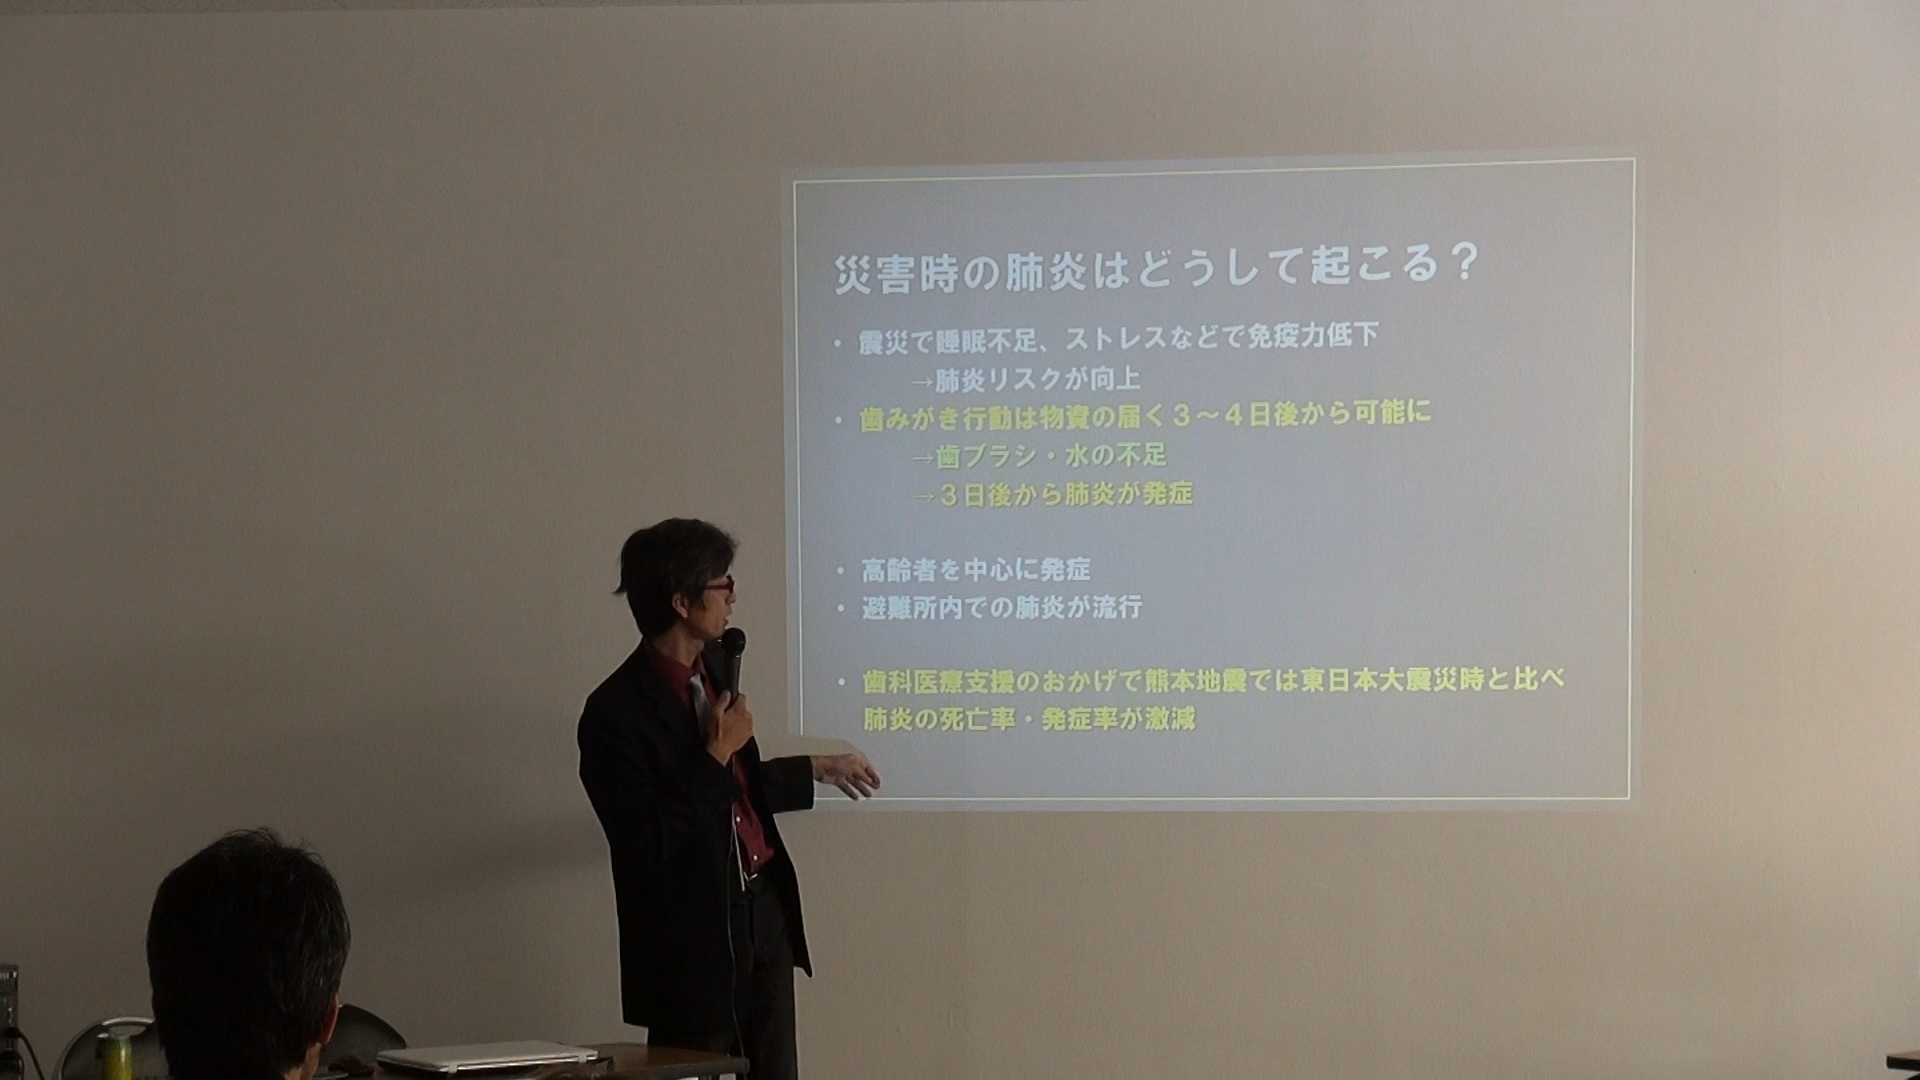 災害時の肺炎はどうして起こる？
• 震災で睡眠不足、ストレスなどで免疫力低下
→肺炎リスクが向上
• 歯みがき行動は物資の届く３～４日後から可能に
→歯ブラシ・水の不足
→３日後から肺炎が発症
• 高齢者を中心に発症
• 避難所内での肺炎が流行
• 歯科医療支援のおかげで熊本地震では東日本大震災時と比べ
肺炎の死亡率・発症率が激減